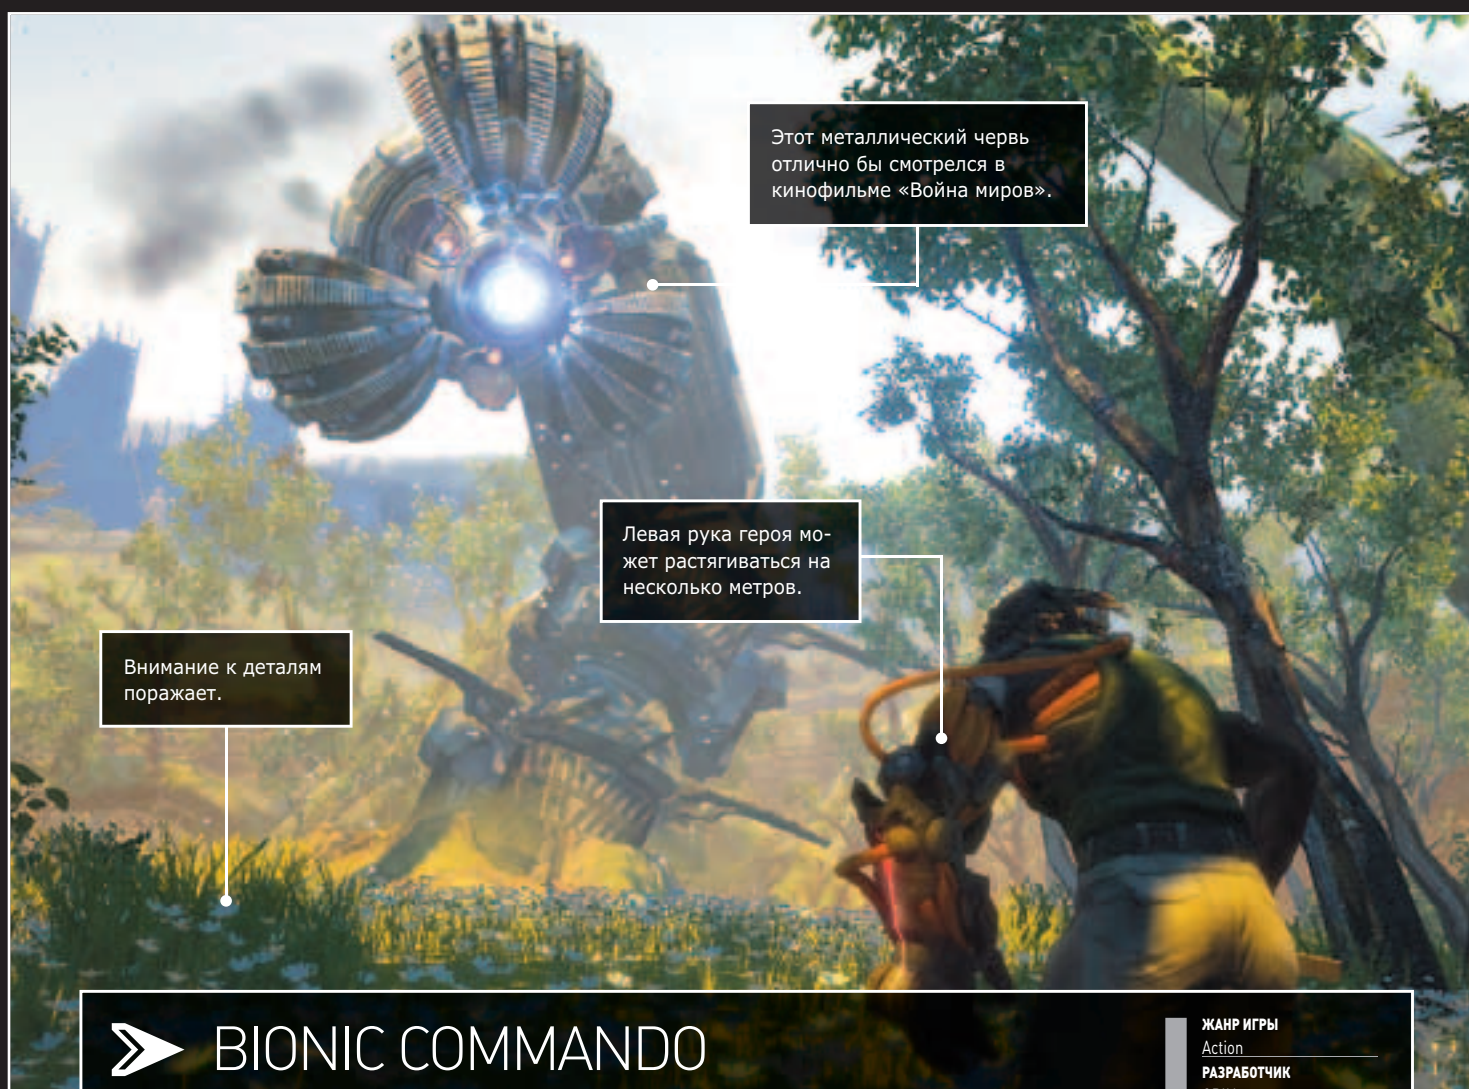 Этот металлический червь
отлично бы смотрелся в
кинофильме «Война миров».
Левая рука героя мо-
жет растягиваться на
несколько метров.
Внимание к деталям
поражает.
BIONIC COMMANDO
ЖАНР ИГРЫ
Action
РАЗРАБОТЧИК